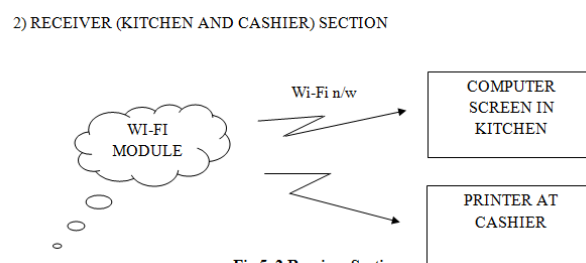 2) RECEIVER (KITCHEN AND CASHIER) SECTION
Wi-Fi n/w
COMPUTER
SCREEN IN
KITCHEN
WI-FI
MODULE
PRINTER AT
CASHIER